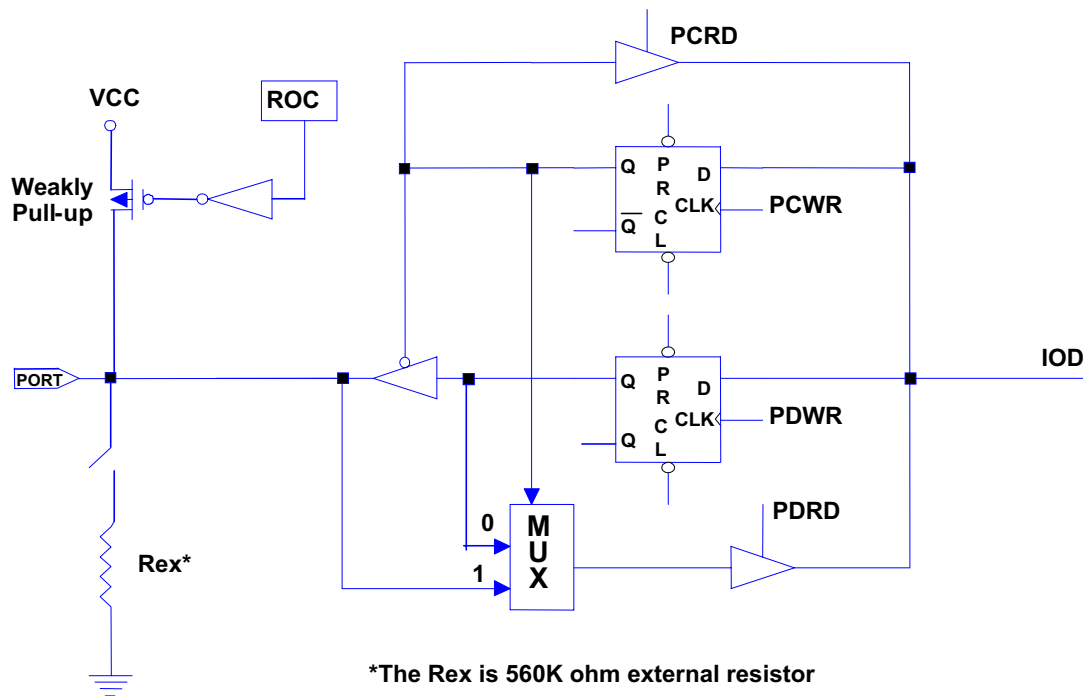 PCRD
VCC
ROC
Weakly
Pull-up
Q
P
R
D
CLK
PCWR
Q
C
L
PORT
IOD
Q
P
R
D
CLK
PDWR
Q
C
L
PDRD
0
1
M
U
X
Rex*
*The Rex is 560K ohm external resistor